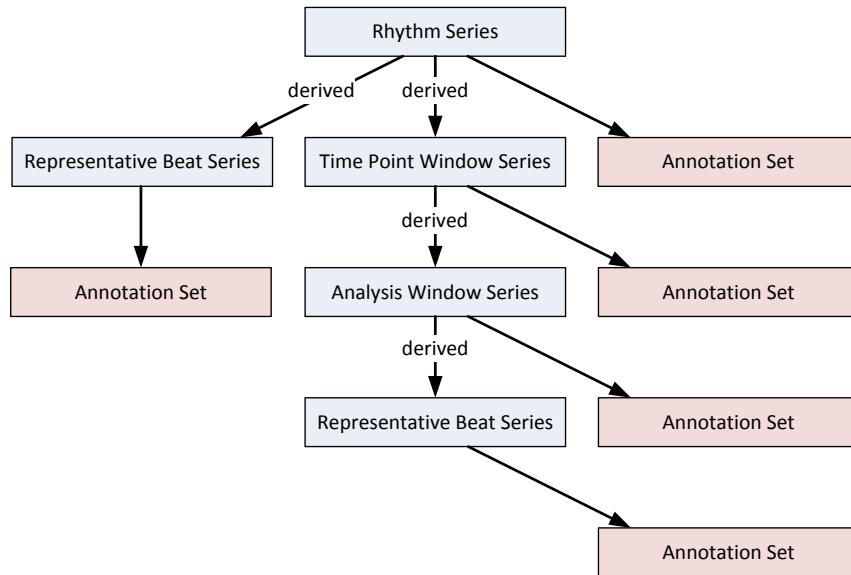 Rhythm Series
derived
derived
Representative Beat Series
Time Point Window Series
Annotation Set
derived
Annotation Set
Analysis Window Series
Annotation Set
derived
Representative Beat Series
Annotation Set
Annotation Set